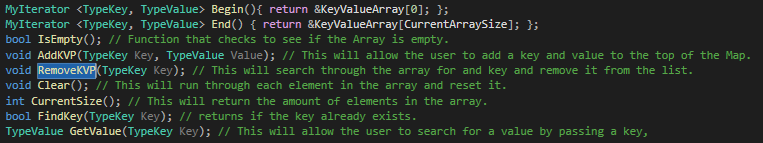 MyIterator <TypeKey, TypeValue> Begin(){ return &KeyValueArray[0]; };
MyIterator <TypeKey, TypeValue> End() { return &KeyValueArray[CurrentArraySize]; };
bool IsEmpty(); // Function that checks to see if the Array is empty.
void AddKVP(TypeKey Key, TypeValue Value); // This will allow the user to add a key and value to the top of the Map.
void RemoveKVP(TypeKey Key); // This will search through the array for and key and remove it from the list.
void Clear(); // This will run through each element in the array and reset it.
int CurrentSize(); // This will return the amount of elements in the array.
bool FindKey(TypeKey Key); // returns if the key already exists.
TypeValue GetValue(TypeKey Key); // This will allow the user to search for a value by passing a key,